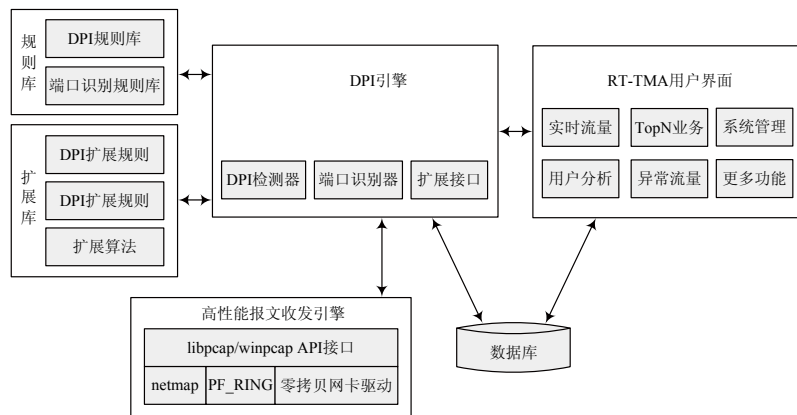 规则库
DPI规则库
端口识别规则库
扩展库
DPI扩展规则
DPI扩展规则
扩展算法
DPI引擎
DPI检测器
端口识别器
扩展接口
RT-TMA用户界面
实时流量
TopN业务
系统管理
用户分析
异常流量
更多功能
高性能报文收发引擎
libpcap/winpcap API接口
netmap
PF_RING
零拷贝网卡驱动
数据库